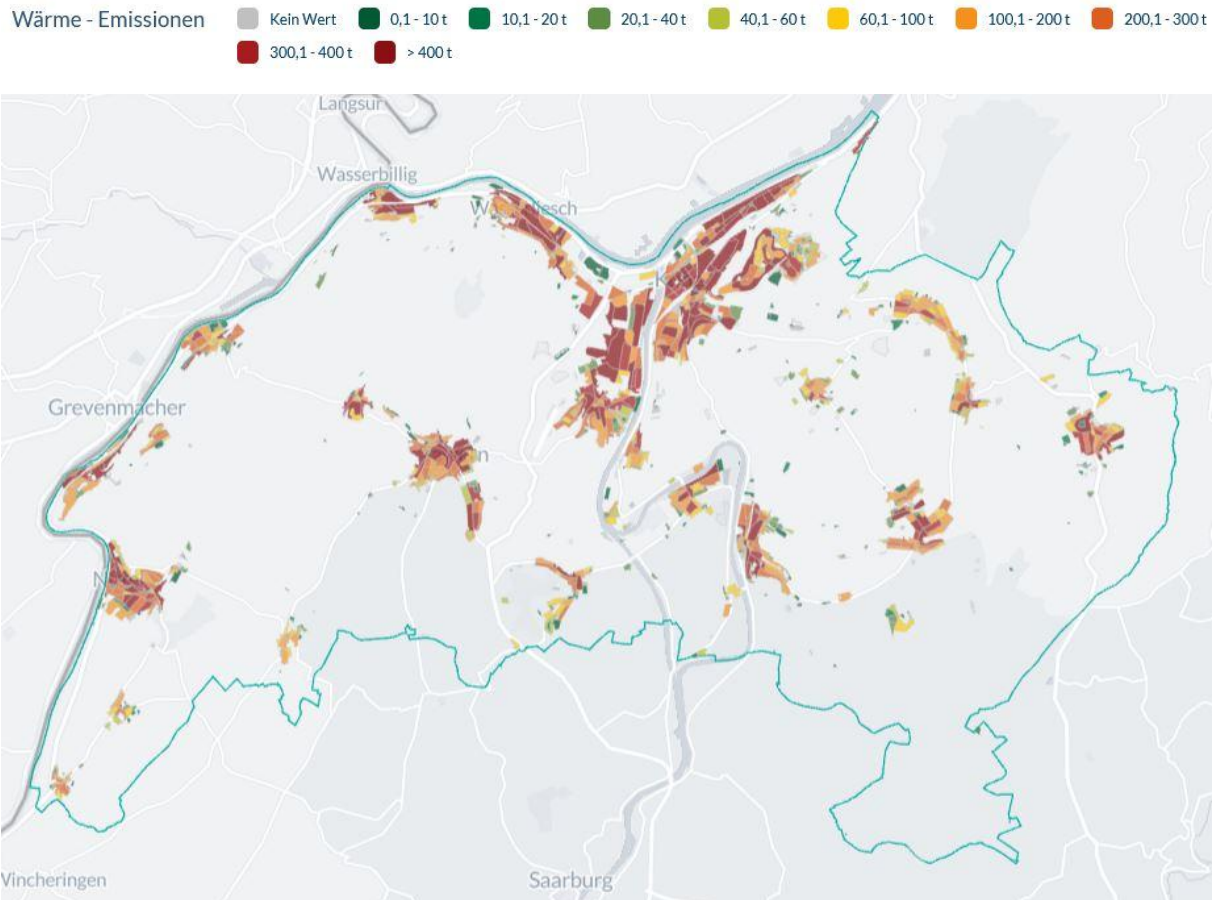 Wärme - Emissionen
Kein Wert
0,1 - 10 t
10,1 - 20 t
20,1 - 40 t
40,1 - 60 t
60,1 - 100 t
100,1 - 200 t
200,1 - 300 t
300,1 - 400 t
> 400 t
Langsur
Wasserbillig
Grevenmacher
Wincheringen
Saarburg